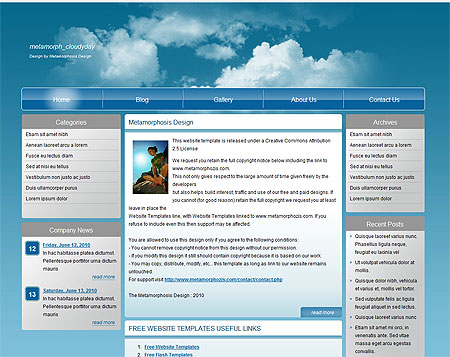 metamorph_cloudyday
Design by Metamorphosis Design
Home
Blog
Gallery
About Us
Contact Us
Categories
Etiam sit amet nibh
Aenean laoreet arcu a lorem
Fusce eu lectus diam
Sed at nisi eu tellus
Vestibulum non justo ac justo
Duis ullamcorper purus
Lorem ipsum dolor
Company News
12
Friday, June 12, 2010
In hac habitasse platea dictumst.
Pellentesque porttitor urna dictum
mauris
read more
13
Saturday, June 13, 2010
In hac habitasse platea dictumst.
Pellentesque porttitor urna dictum
mauris
read more
Metamorphosis Design
This website template is released under a Creative Commons Attribution
2.5 License
We request you retain the full copyright notice below including the link to
www.metamorphozis.com.
This not only gives respect to the large amount of time given freely by the
developers
but also helps build interest, traffic and use of our free and paid designs. If
you cannot (for good reason) retain the full copyright we request you at least
leave in place the
Website Templates line, with Website Templates linked to www.metamorphozis.com. If you
refuse to include even this then support may be affected.
You are allowed to use this design only if you agree to the following conditions:
- You cannot remove copyright notice from this design without our permission.
- If you modify this design it still should contain copyright because it is based on our work.
- You may copy, distribute, modify, etc., this template as long as link to our website remains
untouched.
For support visit http://www.metamorphozis.com/contact/contact.php
The Metamorphosis Design : 2010
read more
FREE WEBSITE TEMPLATES USEFUL LINKS
1. Free Website Templates
2. Free Flash Templates
Archives
Etiam sit amet nibh
Aenean laoreet arcu a lorem
Fusce eu lectus diam
Sed at nisi eu tellus
Vestibulum non justo ac justo
Duis ullamcorper purus
Lorem ipsum dolor
Recent Posts
Quisque laoreet varius nunc.
Phasellus ligula neque,
feugiat eu lacinia vel
Ut volutpat vehicula dolor at
mollis.
Quisque nibh dolor, vehicula
et varius et, mollis vel tortor.
Sed vulputate felis ac ligula
feugiat aliquet in sed eros.
Quisque laoreet varius nunc.
Etiam sit amet mi orci, in
venenatis ante. Sed vitae
massa eget arcu egestas
convallis.